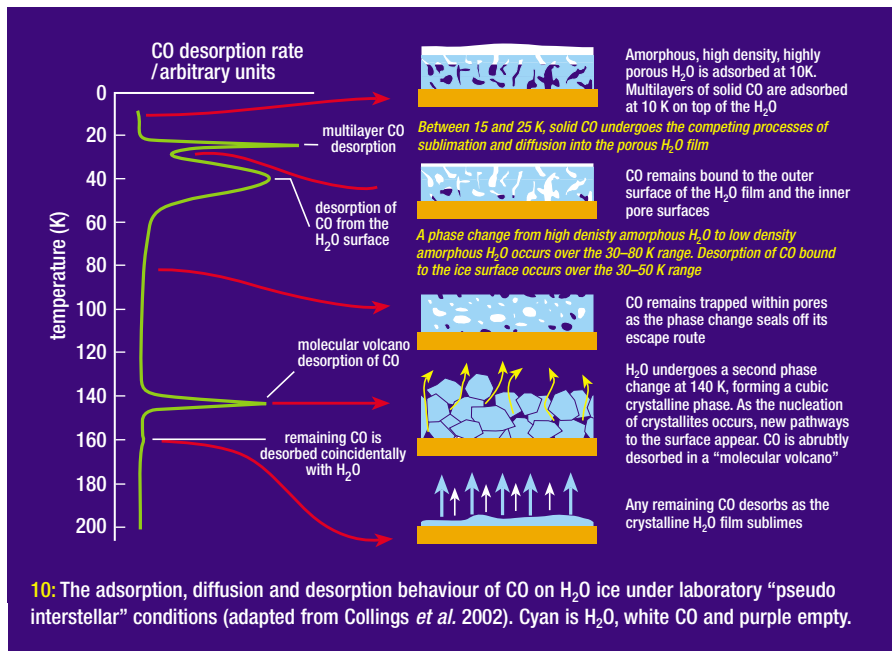 CO desorption rate
/arbitrary units
temperature (K)
0
20
40
60
80
100
120
140
160
180
200
multilayer CO
desorption
desorption of
CO from the
H₂O surface
molecular volcano
desorption of CO
remaining CO is
desorbed coincidentally
with H₂O
Amorphous, high density, highly
porous H₂O is adsorbed at 10K.
Multilayers of solid CO are adsorbed
at 10 K on top of the H₂O
Between 15 and 25 K, solid CO undergoes the competing processes of
sublimation and diffusion into the porous H₂O film
CO remains bound to the outer
surface of the H₂O film and the inner
pore surfaces
A phase change from high denisty amorphous H₂O to low density
amorphous H₂O occurs over the 30–80 K range. Desorption of CO bound
to the ice surface occurs over the 30–50 K range
CO remains trapped within pores
as the phase change seals off its
escape route
H₂O undergoes a second phase
change at 140 K, forming a cubic
crystalline phase. As the nucleation
of crystallites occurs, new pathways
to the surface appear. CO is abrubtly
desorbed in a “molecular volcano”
Any remaining CO desorbs as the
crystalline H₂O film sublimes
10: The adsorption, diffusion and desorption behaviour of CO on H₂O ice under laboratory “pseudo
interstellar” conditions (adapted from Collings et al. 2002). Cyan is H₂O, white CO and purple empty.